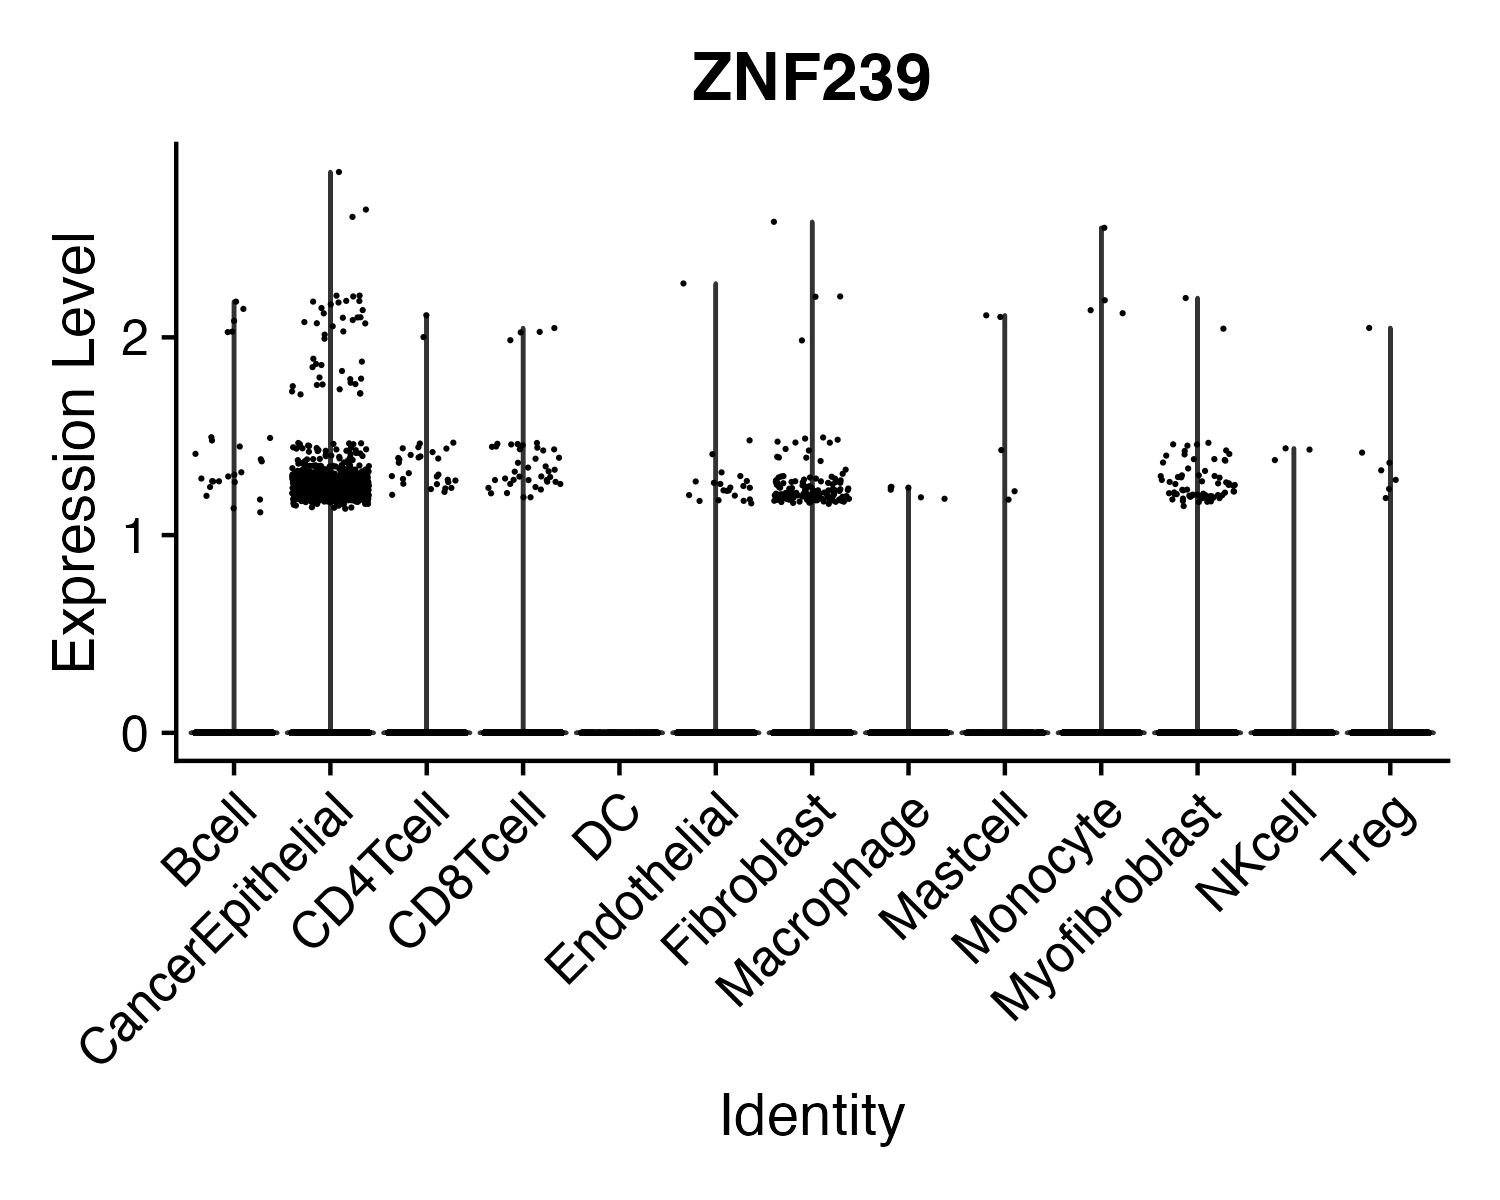 ZNF239
Expression Level
2
1
0
Bcell
CancerEpithelial
CD4Tcell
CD8Tcell
DC
Endothelial
Fibroblast
Macrophage
Mastcell
Monocyte
Myofibroblast
NKcell
Treg
Identity